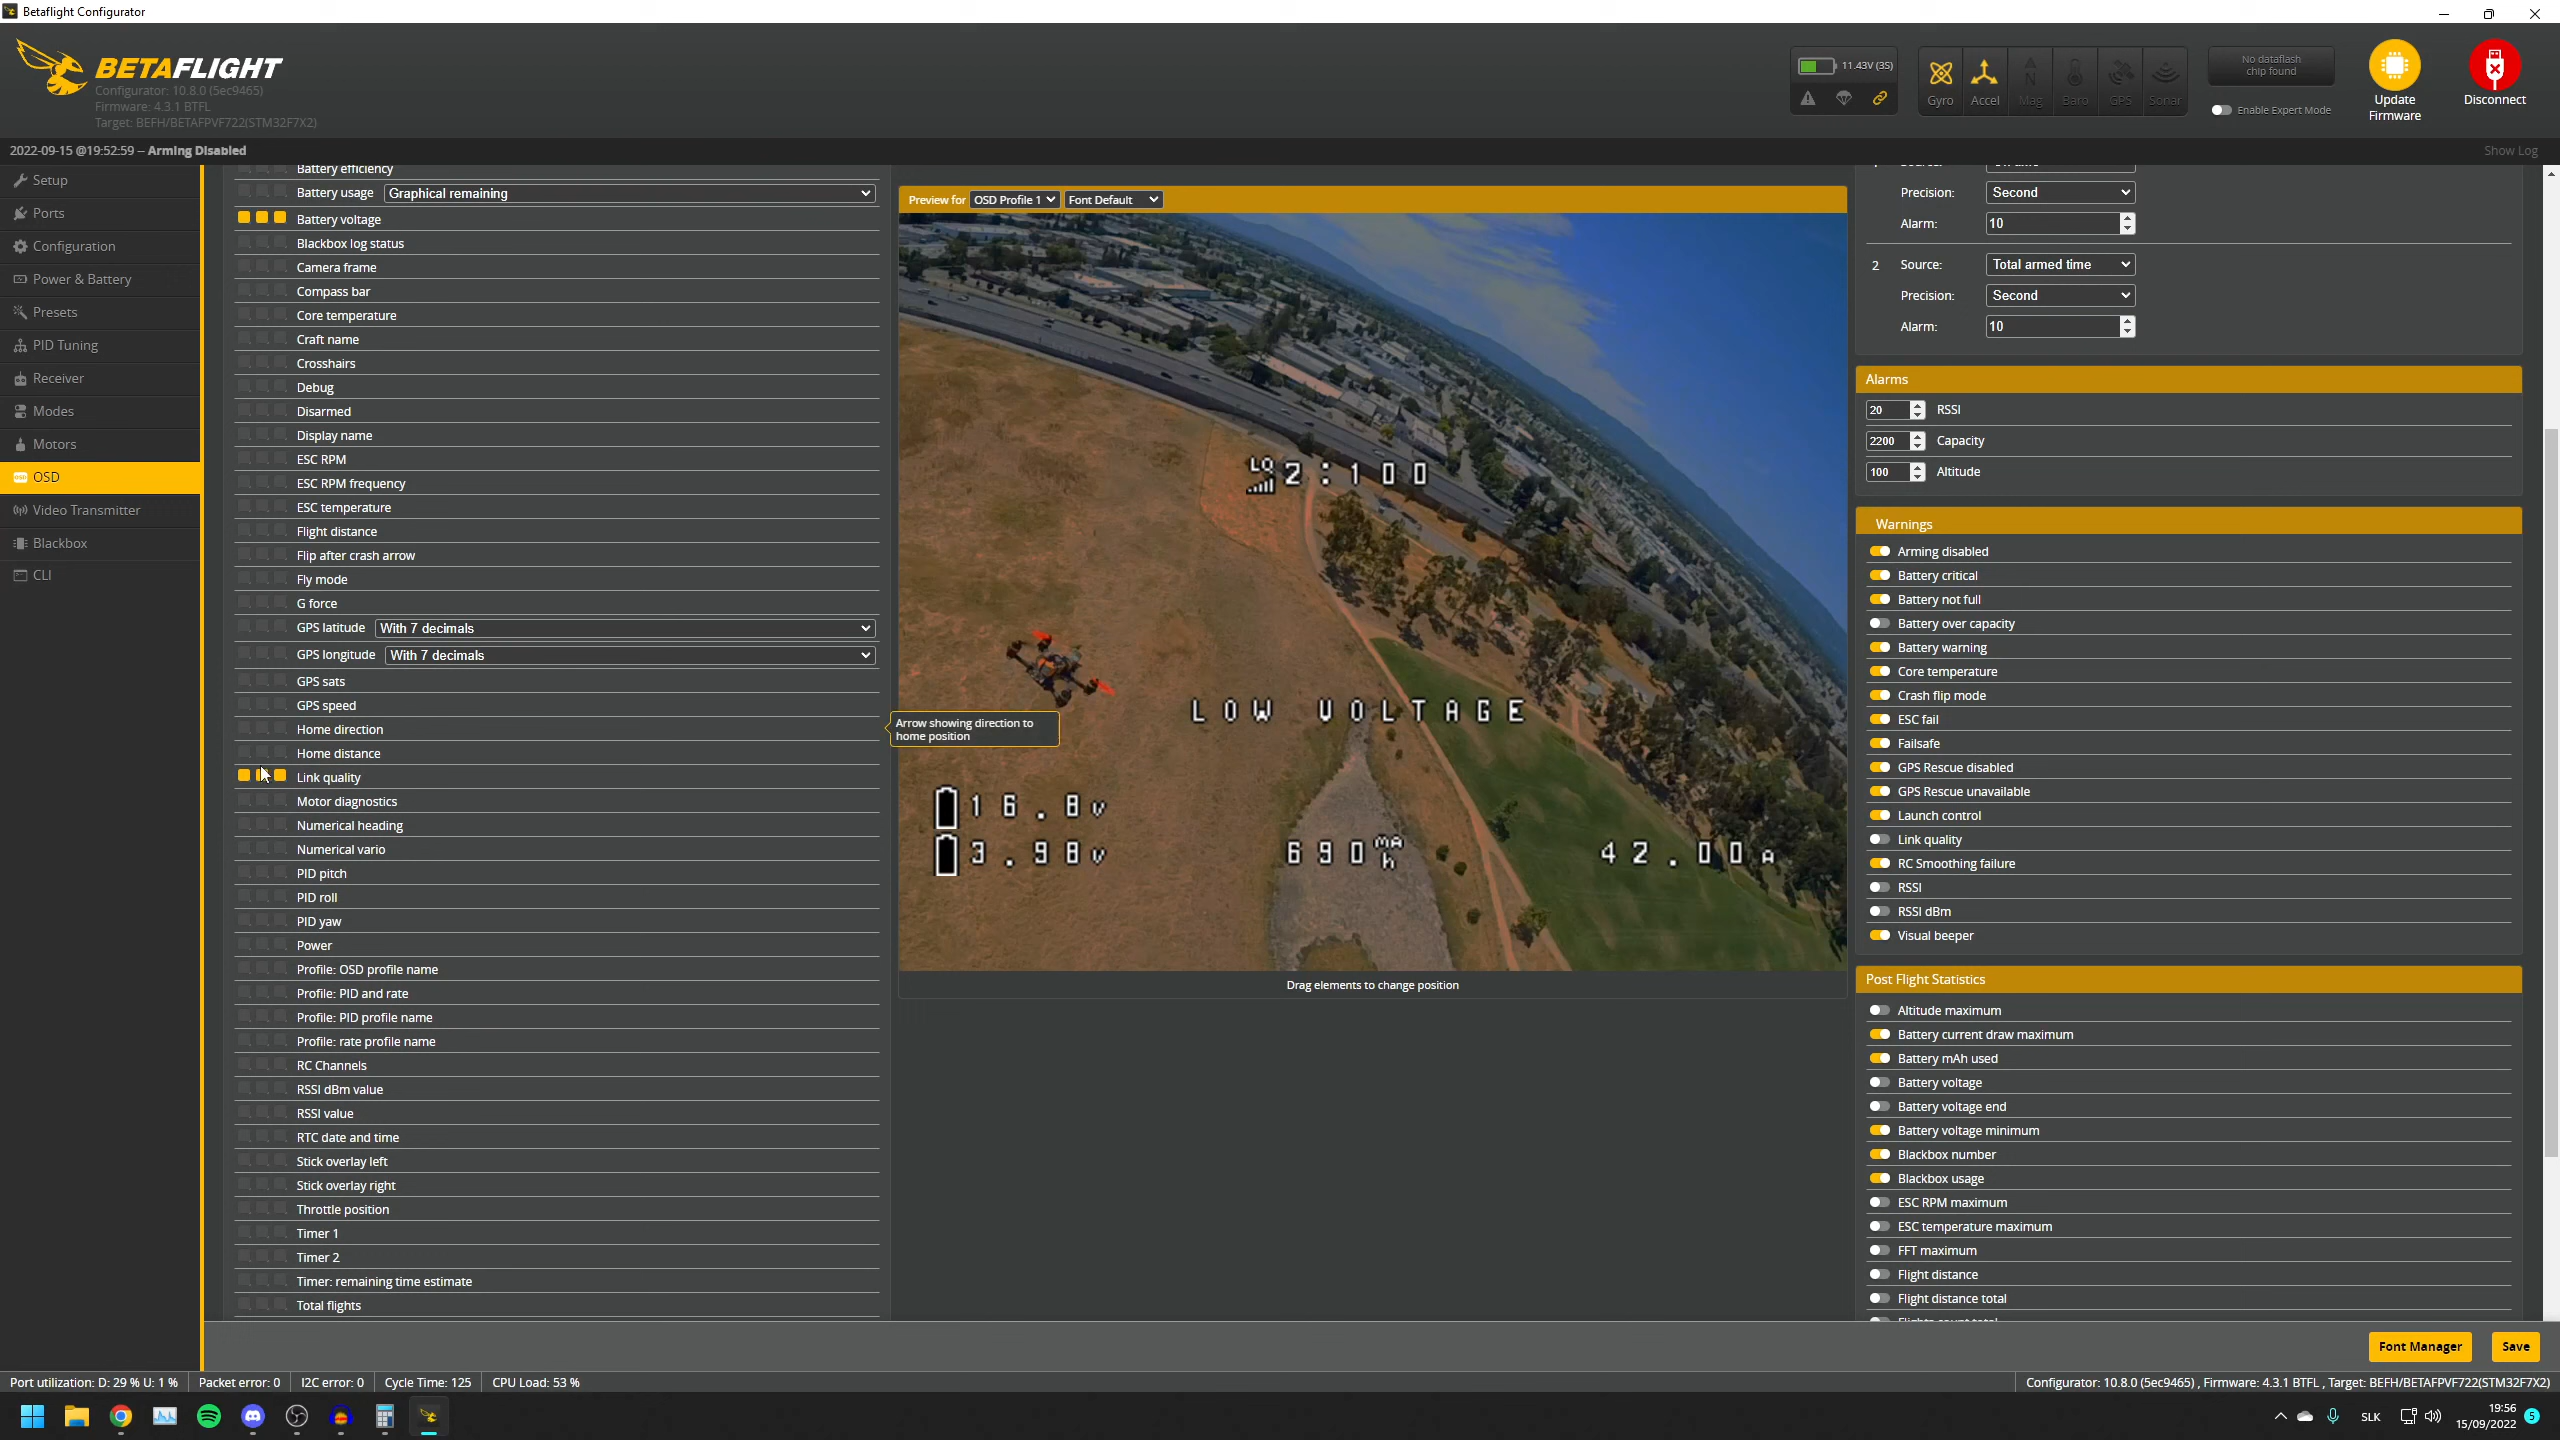 Betaflight Configurator
BETAFLIGHT
Configurator: 10.8.0 (5ec9465)
Firmware: 4.3.1 BTFL
Target: BEFH/BETAFPVF722(STM32F7X2)
11.43V (3S)
Gyro
Accel
Mag
Baro
GPS
Sonar
No dataflash
chip found
Enable Expert Mode
Update
Firmware
Disconnect
2022-09-15 @19:52:59 -- Arming Disabled
Show Log
Setup
Ports
Configuration
Power & Battery
Presets
PID Tuning
Receiver
Modes
Motors
OSD
Video Transmitter
Blackbox
CLI
Battery efficiency
Battery usage Graphical remaining
Battery voltage
Blackbox log status
Camera frame
Compass bar
Core temperature
Craft name
Crosshairs
Debug
Disarmed
Display name
ESC RPM
ESC RPM frequency
ESC temperature
Flight distance
Flip after crash arrow
Fly mode
G force
GPS latitude With 7 decimals
GPS longitude With 7 decimals
GPS sats
GPS speed
Home direction
Home distance
Link quality
Motor diagnostics
Numerical heading
Numerical vario
PID pitch
PID roll
PID yaw
Power
Profile: OSD profile name
Profile: PID and rate
Profile: PID profile name
Profile: rate profile name
RC Channels
RSSI dBm value
RSSI value
RTC date and time
Stick overlay left
Stick overlay right
Throttle position
Timer 1
Timer 2
Timer: remaining time estimate
Total flights
Arrow showing direction to
home position
Preview for OSD Profile 1 Font Default
LQ 2:100
LOW VOLTAGE
16.8V
3.98V
690 MAH
42.00A
Drag elements to change position
Precision: Second
Alarm: 10
2 Source: Total armed time
Precision: Second
Alarm: 10
Alarms
20 RSSI
2200 Capacity
100 Altitude
Warnings
Arming disabled
Battery critical
Battery not full
Battery over capacity
Battery warning
Core temperature
Crash flip mode
ESC fail
Failsafe
GPS Rescue disabled
GPS Rescue unavailable
Launch control
Link quality
RC Smoothing failure
RSSI
RSSI dBm
Visual beeper
Post Flight Statistics
Altitude maximum
Battery current draw maximum
Battery mAh used
Battery voltage
Battery voltage end
Battery voltage minimum
Blackbox number
Blackbox usage
ESC RPM maximum
ESC temperature maximum
FFT maximum
Flight distance
Flight distance total
Font Manager
Save
Port utilization: D: 29 % U: 1 %
Packet error: 0
I2C error: 0
Cycle Time: 125
CPU Load: 53 %
Configurator: 10.8.0 (5ec9465) , Firmware: 4.3.1 BTFL , Target: BEFH/BETAFPVF722(STM32F7X2)
SLK
19:56
15/09/2022
5